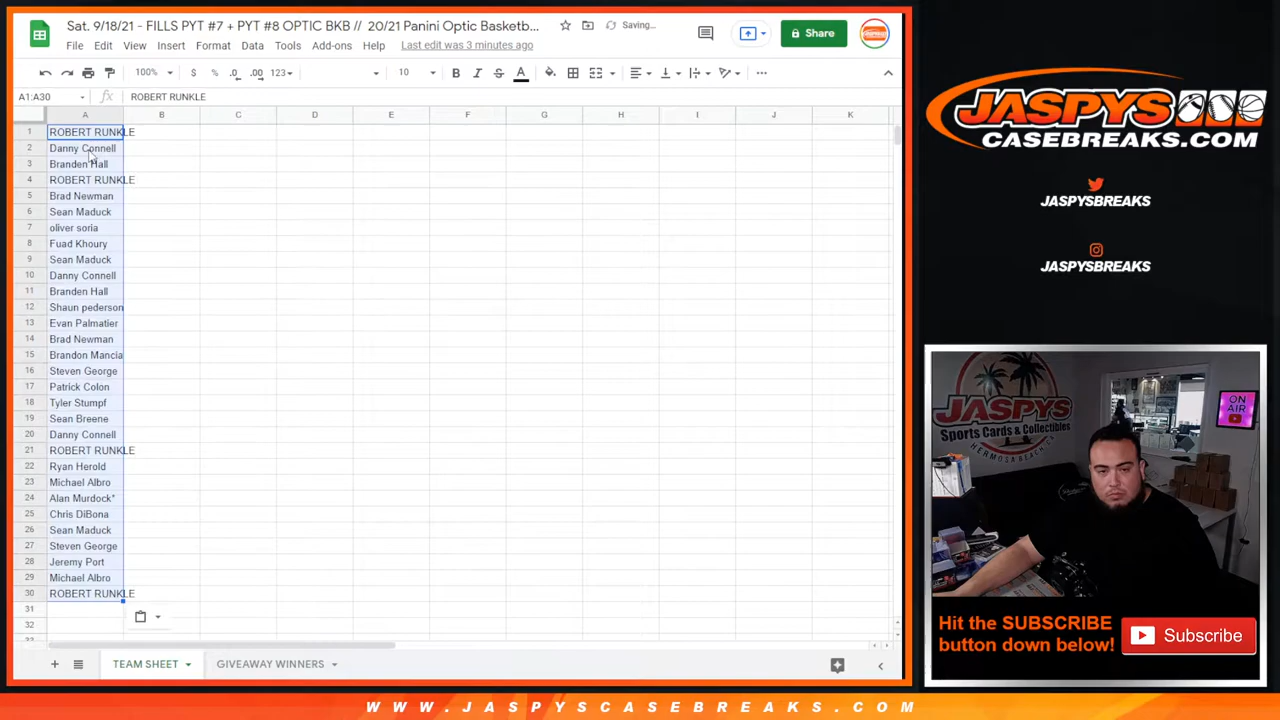 Sat. 9/18/21 - FILLS PYT #7 + PYT #8 OPTIC BKB // 20/21 Panini Optic Basketb...
Saving...
Share
File Edit View Insert Format Data Tools Add-ons Help Last edit was 3 minutes ago
100% $ % .0 .00 123 10 B I S A
A1:A30 fx ROBERT RUNKLE
A B C D E F G H I J K
1 ROBERT RUNKLE
2 Danny Connell
3 Branden Hall
4 ROBERT RUNKLE
5 Brad Newman
6 Sean Maduck
7 oliver soria
8 Fuad Khoury
9 Sean Maduck
10 Danny Connell
11 Branden Hall
12 Shaun pederson
13 Evan Palmatier
14 Brad Newman
15 Brandon Mancia
16 Steven George
17 Patrick Colon
18 Tyler Stumpf
19 Sean Breene
20 Danny Connell
21 ROBERT RUNKLE
22 Ryan Herold
23 Michael Albro
24 Alan Murdock*
25 Chris DiBona
26 Sean Maduck
27 Steven George
28 Jeremy Port
29 Michael Albro
30 ROBERT RUNKLE
31
32
33
TEAM SHEET GIVEAWAY WINNERS
JASPYS
CASEBREAKS.COM
JASPYSBREAKS
JASPYSBREAKS
JASPYS
Sports Cards & Collectibles
HERMOSA BEACH, CA
ON
AIR
Hit the SUBSCRIBE
button down below!
Subscribe
WWW.JASPYSCASEBREAKS.COM